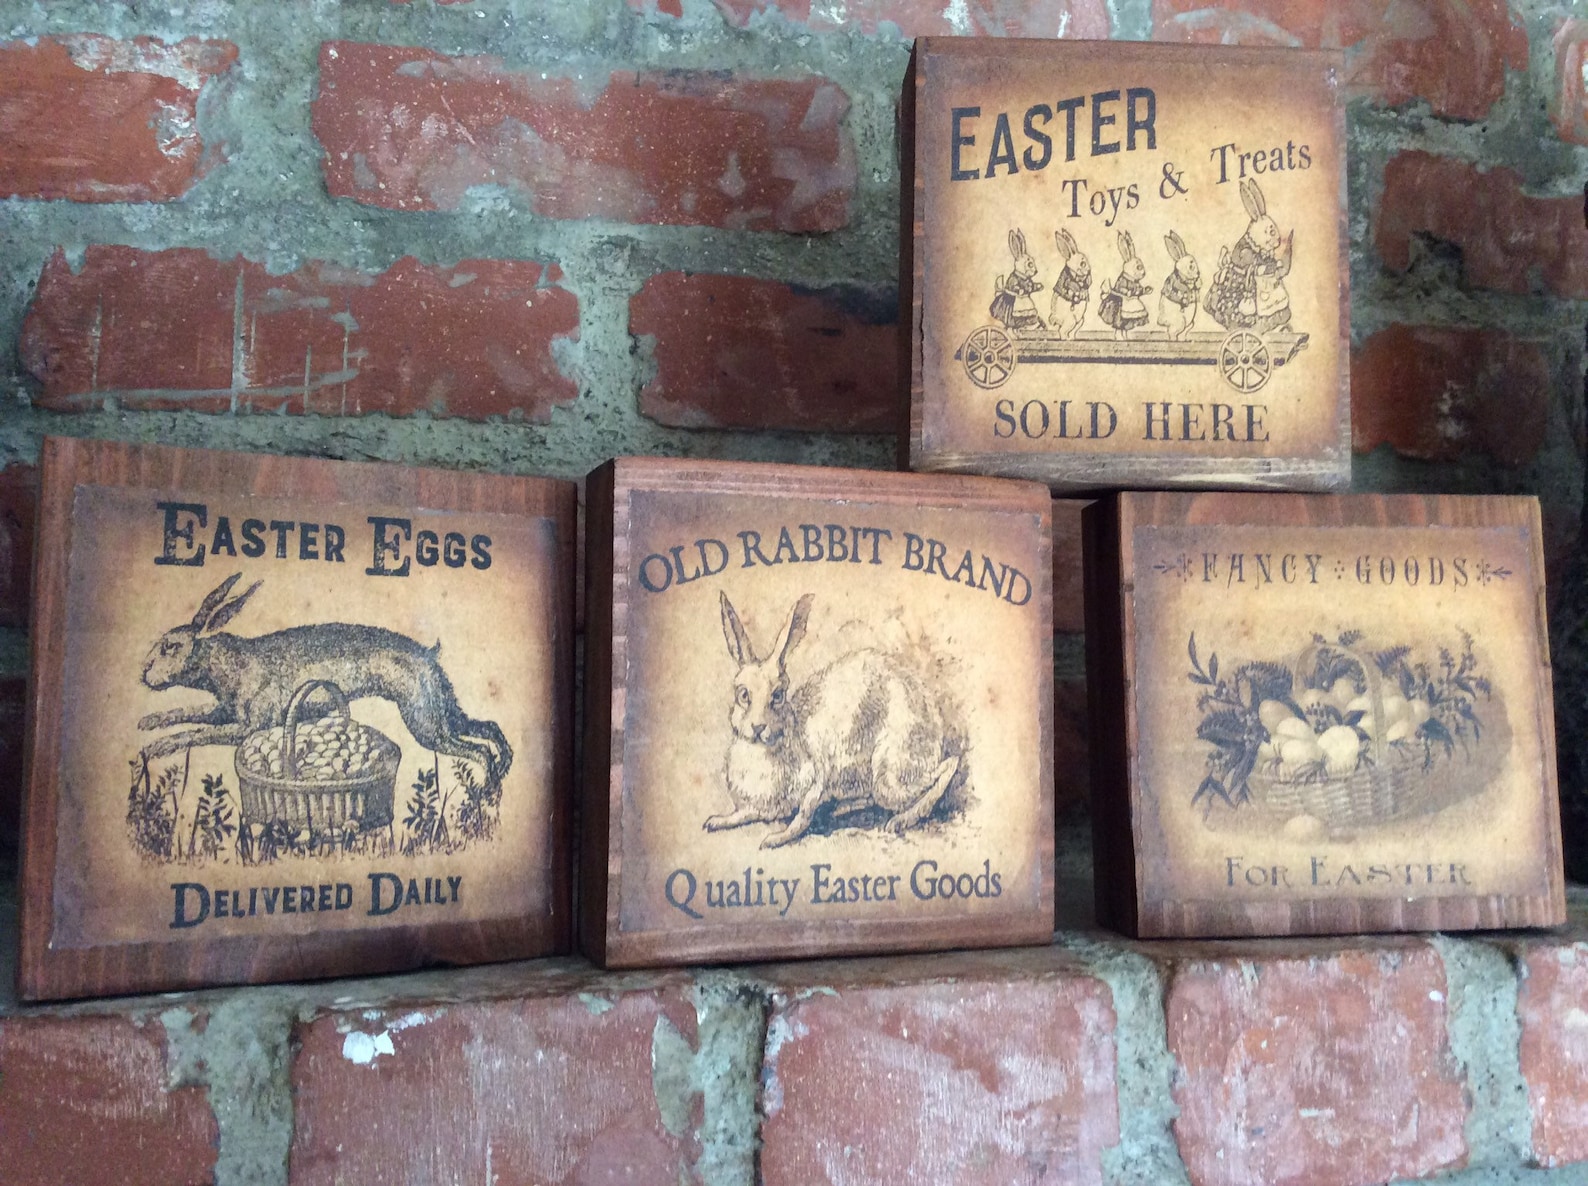 EASTER
Toys & Treats
SOLD HERE
EASTER EGGS
DELIVERED DAILY
OLD RABBIT BRAND
Quality Easter Goods
FANCY GOODS
FOR EASTER